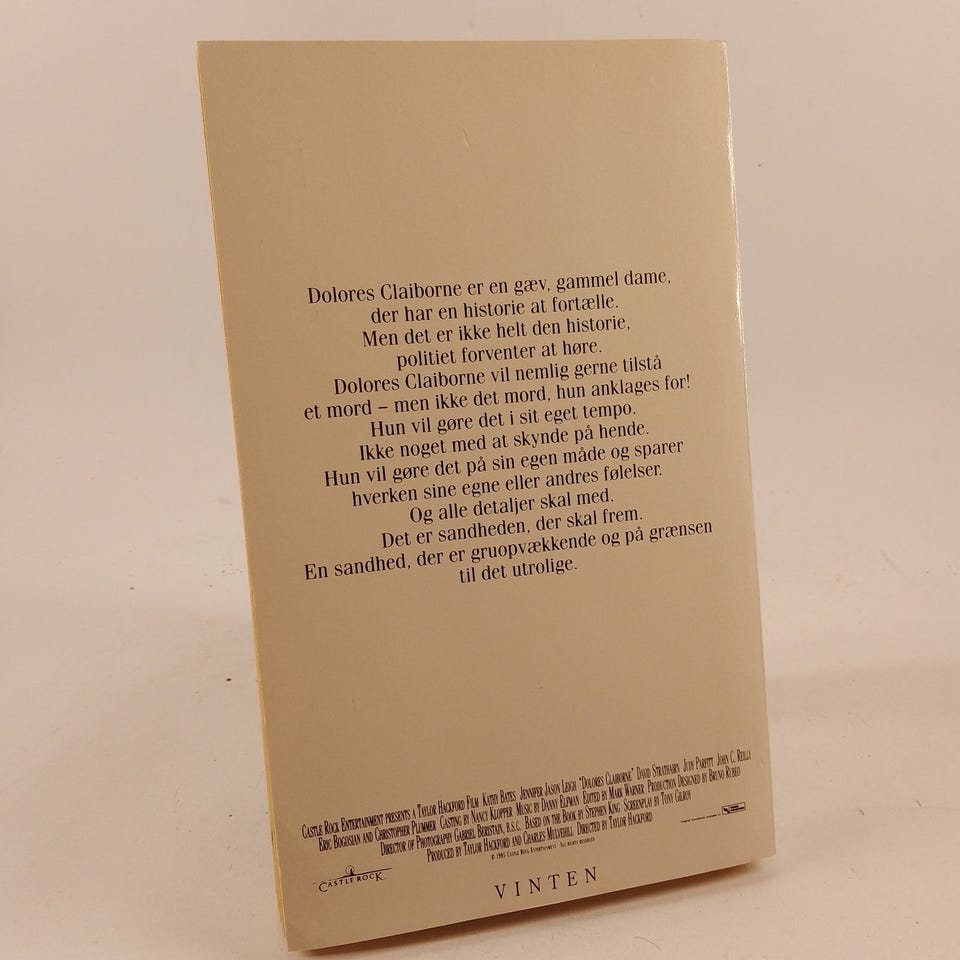 Dolores Claiborne er en gæv, gammel dame,
der har en historie at fortælle.
Men det er ikke helt den historie,
politiet forventer at høre.
Dolores Claiborne vil nemlig gerne tilstå
et mord – men ikke det mord, hun anklages for!
Hun vil gøre det i sit eget tempo.
Ikke noget med at skynde på hende.
Hun vil gøre det på sin egen måde og sparer
hverken sine egne eller andres følelser.
Og alle detaljer skal med.
Det er sandheden, der skal frem.
En sandhed, der er gruopvækkende og på grænsen
til det utrolige.
CASTLE ROCK ENTERTAINMENT PRESENTS A TAYLOR HACKFORD FILM KATHY BATES JENNIFER JASON LEIGH "DOLORES CLAIBORNE" DAVID STRATHAIRN JUDY PARFITT JOHN C. REILLY
ERIC BOGOSIAN AND CHRISTOPHER PLUMMER CASTING BY NANCY KLOPPER MUSIC BY DANNY ELFMAN EDITED BY MARK WARNER PRODUCTION DESIGNED BY BRUNO RUBEO
DIRECTOR OF PHOTOGRAPHY GABRIEL BERISTAIN, B.S.C. BASED ON THE BOOK BY STEPHEN KING SCREENPLAY BY TONY GILROY
PRODUCED BY TAYLOR HACKFORD AND CHARLES MULVEHILL DIRECTED BY TAYLOR HACKFORD
© 1995 CASTLE ROCK ENTERTAINMENT ALL RIGHTS RESERVED
CASTLE ROCK
VINTEN